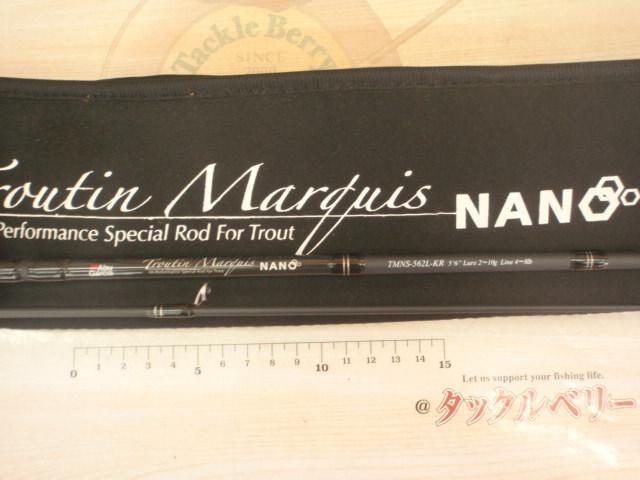 Tackle Berry
SINCE
Troutin Marquis NANO
Performance Special Rod For Trout
Abu Garcia Troutin Marquis NANO TMNS-562L-KR 5'6" Lure 2~10g Line 4~8lb
0 1 2 3 4 5 6 7 8 9 10 11 12 13 14 15
Let us support your fishing life.
@タックルベリー